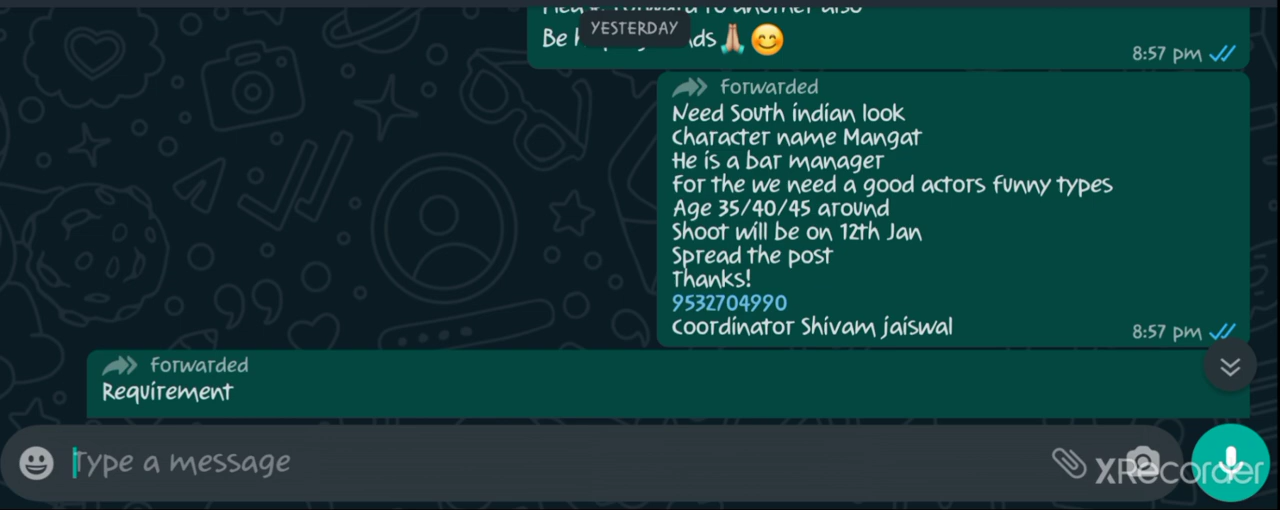 YESTERDAY
Be ds🙏😊
8:57 pm
Forwarded
Need South indian look
Character name Mangat
He is a bar manager
For the we need a good actors funny types
Age 35/40/45 around
Shoot will be on 12th Jan
Spread the post
Thanks!
9532704990
Coordinator Shivam jaiswal
8:57 pm
Forwarded
Requirement
Type a message
XRecorder